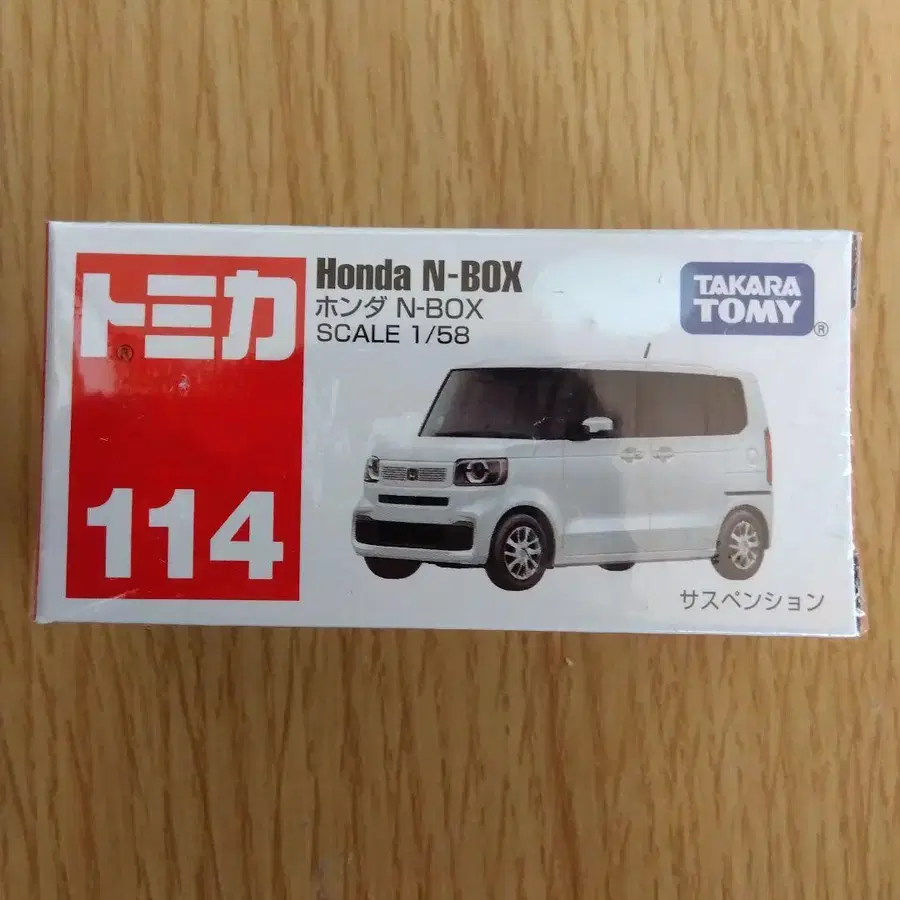 トミカ
®
114
Honda N-BOX
ホンダ N-BOX
SCALE 1/58
TAKARA
TOMY
®
サスペンション